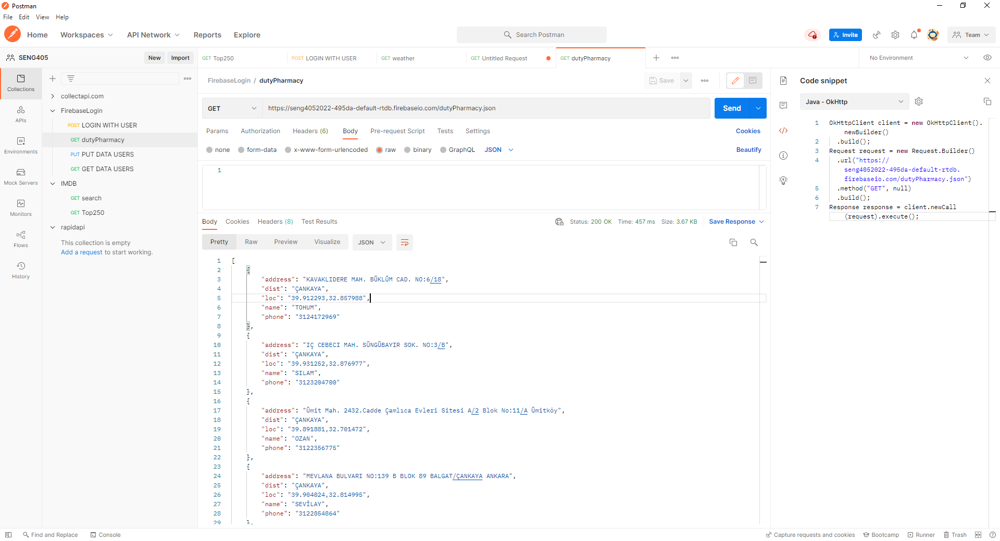 Postman
File Edit View Help
Home Workspaces API Network Reports Explore Search Postman Invite Team
SENG405 New Import GET Top250 POST LOGIN WITH USER GET weather GET Untitled Request GET dutyPharmacy No Environment
Collections
APIs
Environments
Mock Servers
Monitors
Flows
History
collectapi.com
FirebaseLogin
POST LOGIN WITH USER
GET dutyPharmacy
PUT PUT DATA USERS
GET GET DATA USERS
IMDB
GET search
GET Top250
rapidapi
This collection is empty
Add a request to start working.
FirebaseLogin / dutyPharmacy Save
GET https://seng4052022-495da-default-rtdb.firebaseio.com/dutyPharmacy.json Send
Params Authorization Headers (6) Body Pre-request Script Tests Settings Cookies
none form-data x-www-form-urlencoded raw binary GraphQL JSON Beautify
1
Body Cookies Headers (8) Test Results Status: 200 OK Time: 457 ms Size: 3.67 KB Save Response
Pretty Raw Preview Visualize JSON
1 [
2 {
3 "address": "KAVAKLIDERE MAH. BÜKLÜM CAD. NO:6/18",
4 "dist": "ÇANKAYA",
5 "loc": "39.912293,32.857988",
6 "name": "TOHUM",
7 "phone": "3124172969"
8 },
9 {
10 "address": "IÇ CEBECI MAH. SÜNGÜBAYIR SOK. NO:3/B",
11 "dist": "ÇANKAYA",
12 "loc": "39.931252,32.876977",
13 "name": "SILAM",
14 "phone": "3123204700"
15 },
16 {
17 "address": "Ümit Mah. 2432.Cadde Çamlıca Evleri Sitesi A/2 Blok No:11/A Ümitköy",
18 "dist": "ÇANKAYA",
19 "loc": "39.891881,32.701472",
20 "name": "OZAN",
21 "phone": "3122356775"
22 },
23 {
24 "address": "MEVLANA BULVARI NO:139 B BLOK 89 BALGAT/ÇANKAYA ANKARA",
25 "dist": "ÇANKAYA",
26 "loc": "39.904024,32.814995",
27 "name": "SEVİLAY",
28 "phone": "3122854864"
29 },
Code snippet
Java - OkHttp
1 OkHttpClient client = new OkHttpClient().
newBuilder()
2 .build();
3 Request request = new Request.Builder()
4 .url("https://
seng4052022-495da-default-rtdb.
firebaseio.com/dutyPharmacy.json")
5 .method("GET", null)
6 .build();
7 Response response = client.newCall
(request).execute();
Find and Replace Console Capture requests and cookies Bootcamp Runner Trash